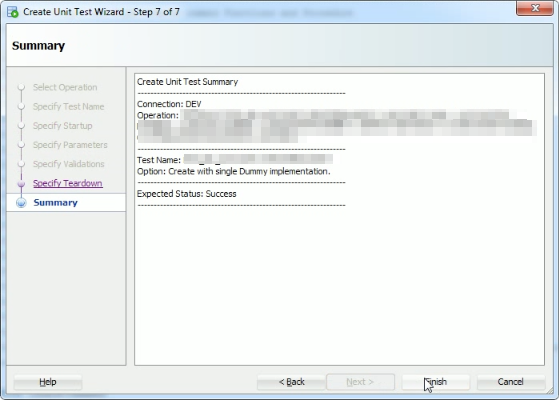 Create Unit Test Wizard - Step 7 of 7
Summary
Select Operation
Specify Test Name
Specify Startup
Specify Parameters
Specify Validations
Specify Teardown
Summary
Create Unit Test Summary
--------------------------------------------------------------
Connection: DEV
Operation:
--------------------------------------------------------------
Test Name:
Option: Create with single Dummy implementation.
--------------------------------------------------------------
Expected Status: Success
--------------------------------------------------------------
Help
< Back
Next >
Finish
Cancel